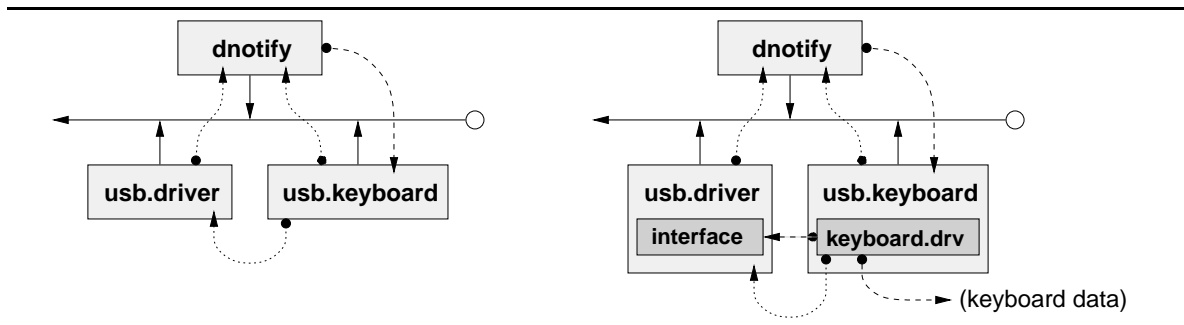 dnotify
usb.driver
usb.keyboard
dnotify
usb.driver
usb.keyboard
interface
keyboard.drv
(keyboard data)